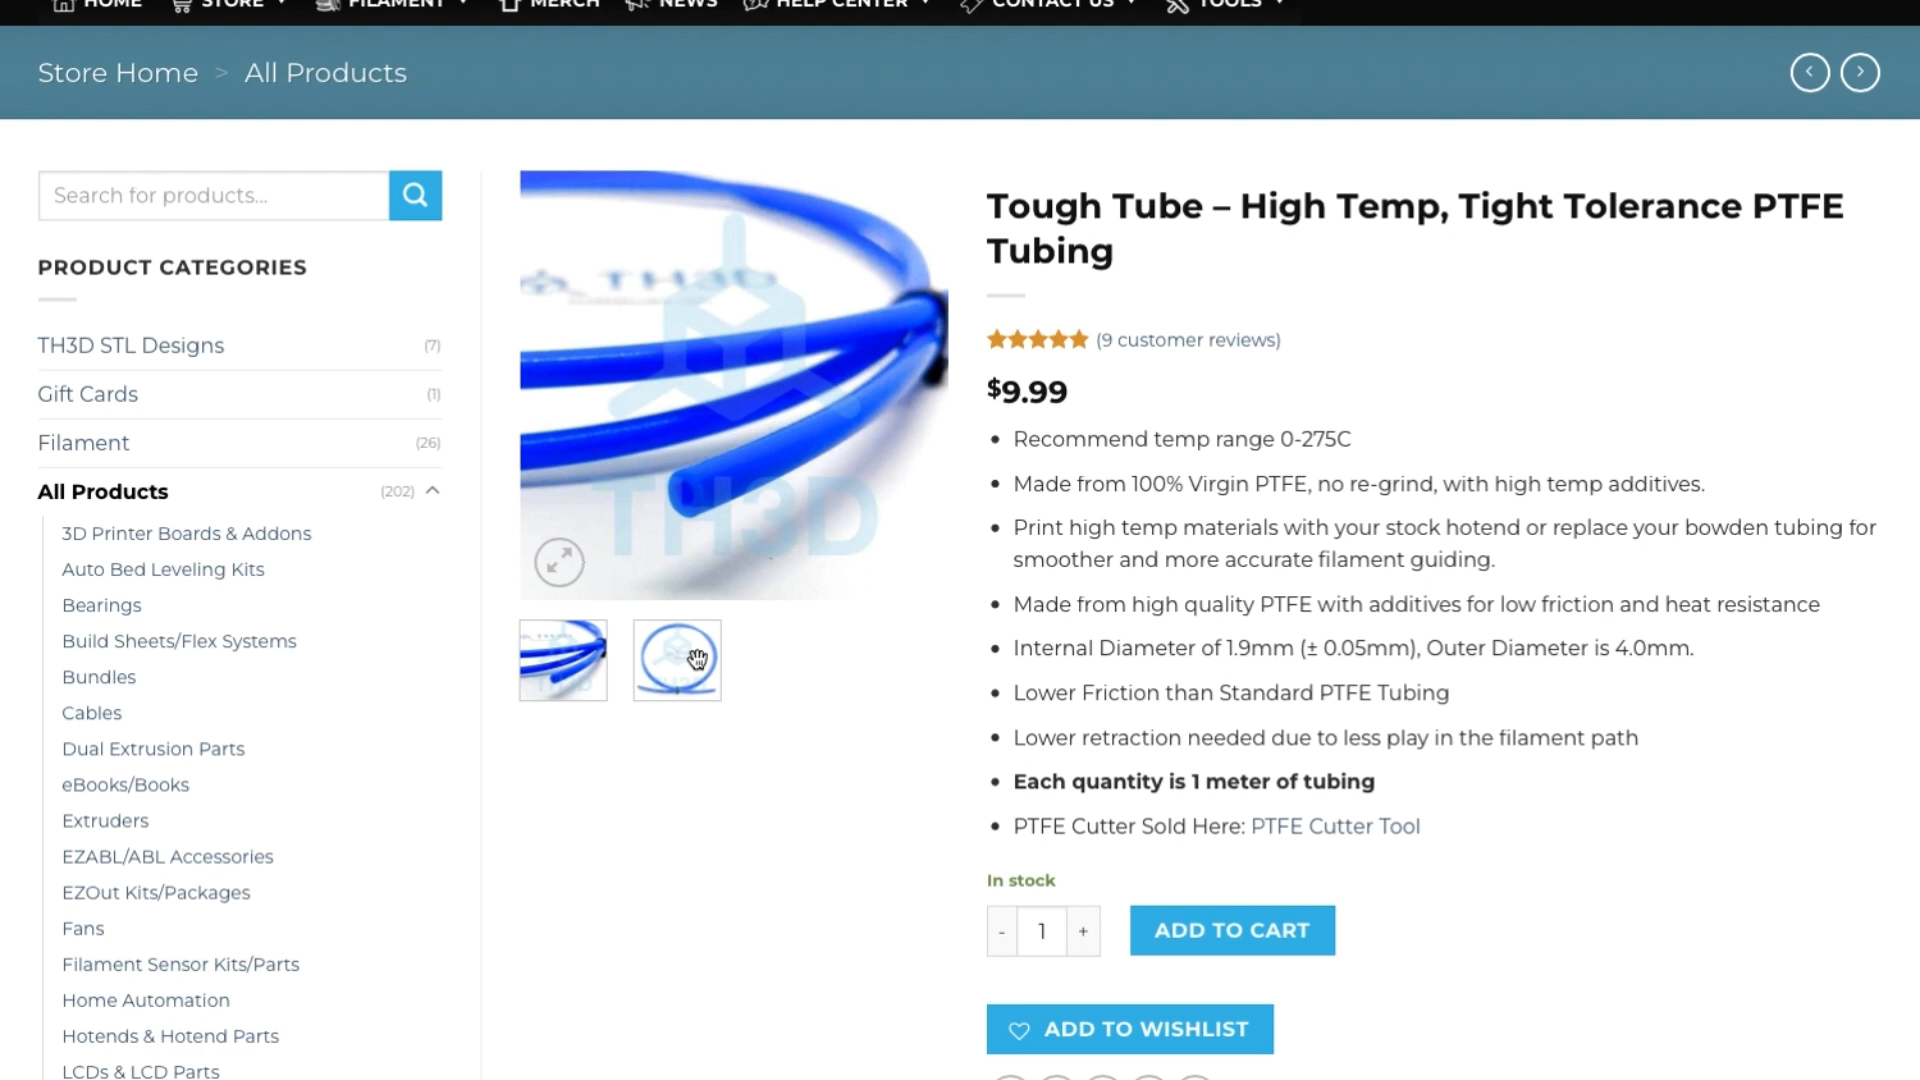 HOME STORE FILAMENT MERCH NEWS HELP CENTER CONTACT US TOOLS
Store Home > All Products
Search for products...
PRODUCT CATEGORIES
TH3D STL Designs (7)
Gift Cards (1)
Filament (26)
All Products (202)
3D Printer Boards & Addons
Auto Bed Leveling Kits
Bearings
Build Sheets/Flex Systems
Bundles
Cables
Dual Extrusion Parts
eBooks/Books
Extruders
EZABL/ABL Accessories
EZOut Kits/Packages
Fans
Filament Sensor Kits/Parts
Home Automation
Hotends & Hotend Parts
LCDs & LCD Parts
TH3D
TH3D
Tough Tube – High Temp, Tight Tolerance PTFE
Tubing
(9 customer reviews)
$9.99
• Recommend temp range 0-275C
• Made from 100% Virgin PTFE, no re-grind, with high temp additives.
• Print high temp materials with your stock hotend or replace your bowden tubing for
smoother and more accurate filament guiding.
• Made from high quality PTFE with additives for low friction and heat resistance
• Internal Diameter of 1.9mm (± 0.05mm), Outer Diameter is 4.0mm.
• Lower Friction than Standard PTFE Tubing
• Lower retraction needed due to less play in the filament path
• Each quantity is 1 meter of tubing
• PTFE Cutter Sold Here: PTFE Cutter Tool
In stock
- 1 + ADD TO CART
ADD TO WISHLIST